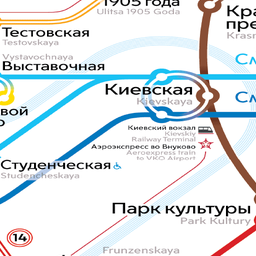 1905 года
Ulitsa 1905 Goda
Тестовская
Testovskaya
Vystavochnaya
Выставочная
Киевская
Kievskaya
Киевский вокзал
Kievskiy
Railway Terminal
Аэроэкспресс во Внуково
Aeroexpress train
to VKO Airport
Студенческая
Studencheskaya
Парк культуры
Park Kultury
14
Frunzenskaya